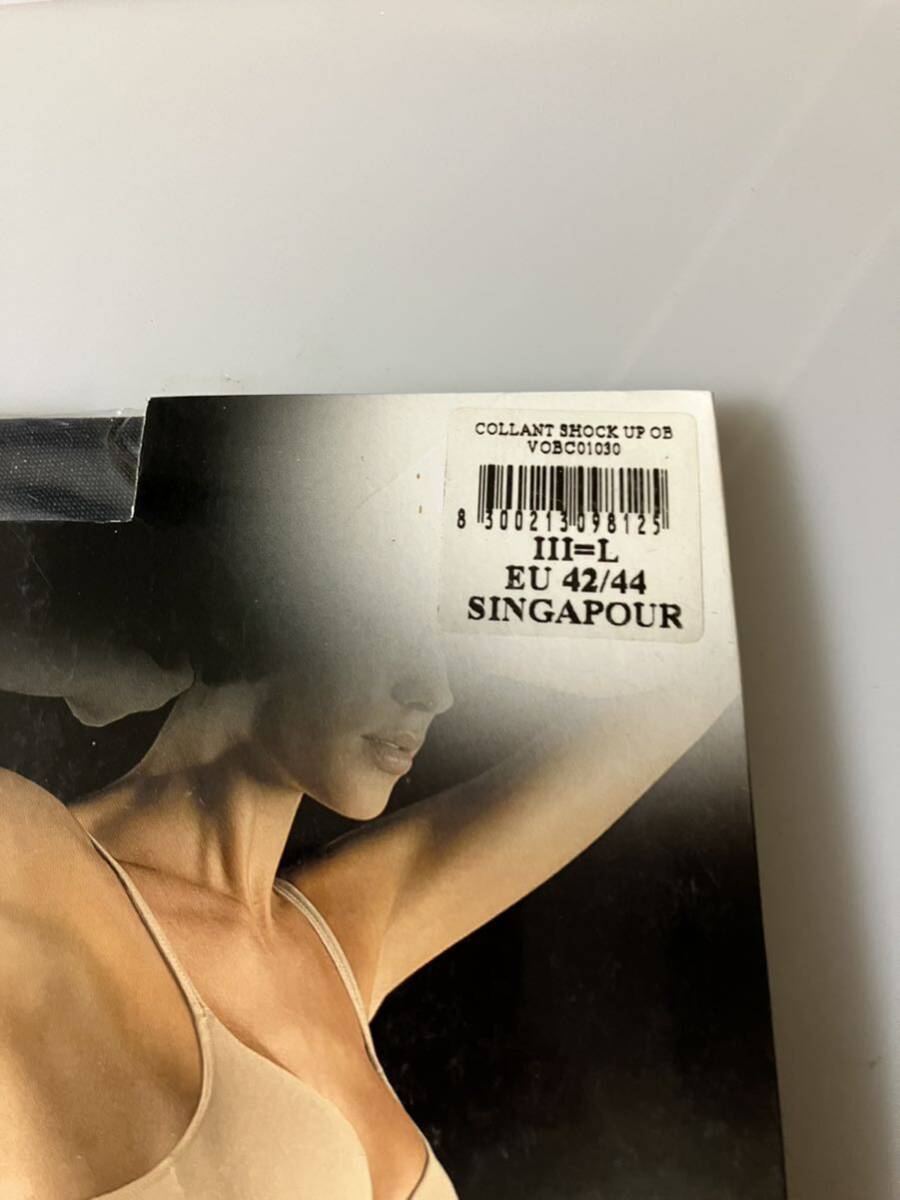 COLLANT SHOCK UP OB
VOBC01030
8 300213 098125
III=L
EU 42/44
SINGAPOUR